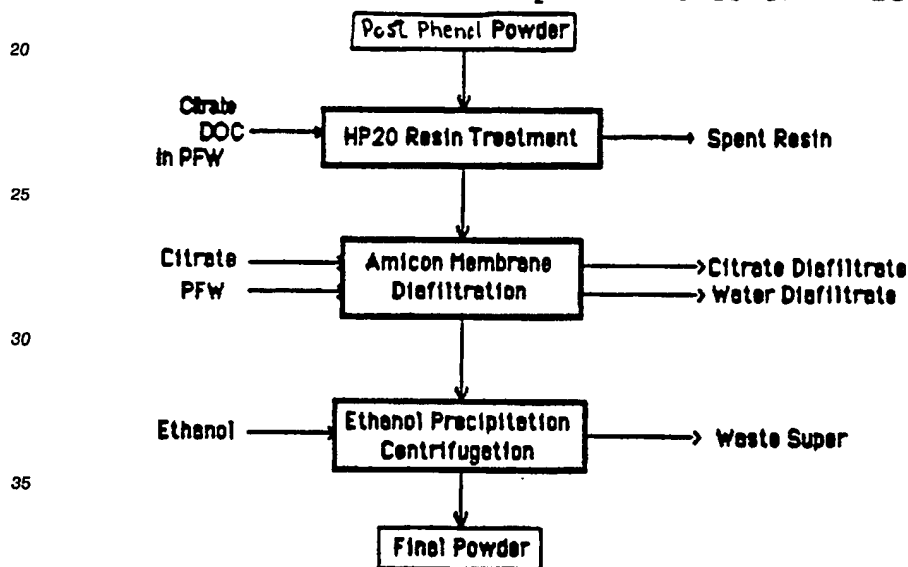 Post Phenol Powder
20
Citrate
DOC
in PFW
HP20 Resin Treatment
Spent Resin
25
Citrate
PFW
Amicon Membrane
Diafiltration
Citrate Diafiltrate
Water Diafiltrate
30
Ethanol
Ethanol Precipitation
Centrifugation
Waste Super
35
Final Powder